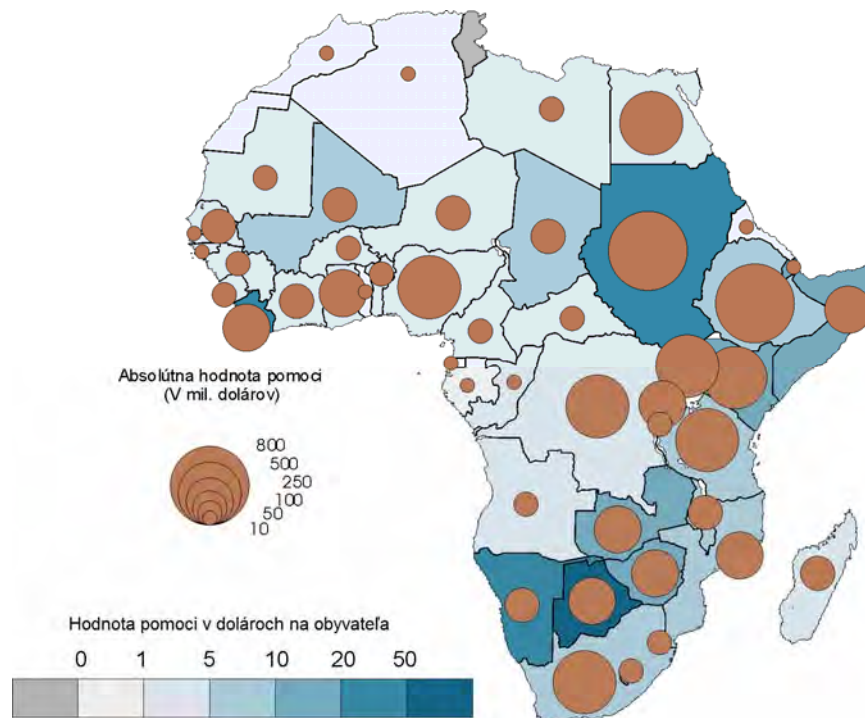 Absolútna hodnota pomoci
(V mil. dolárov)
800
500
250
100
50
10
Hodnota pomoci v dolároch na obyvateľa
0 1 5 10 20 50